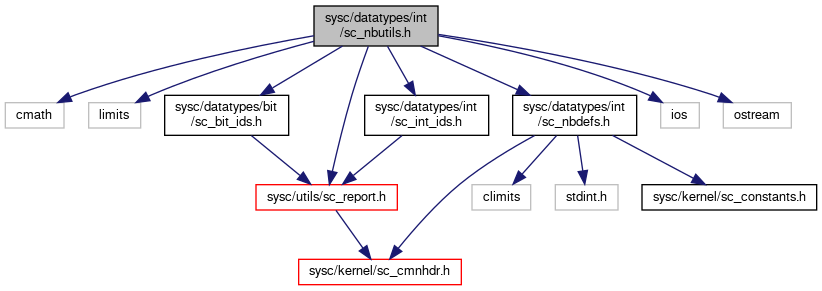 sysc/datatypes/int
/sc_nbutils.h
cmath
limits
sysc/datatypes/bit
/sc_bit_ids.h
sysc/datatypes/int
/sc_int_ids.h
sysc/datatypes/int
/sc_nbdefs.h
ios
ostream
sysc/utils/sc_report.h
climits
stdint.h
sysc/kernel/sc_constants.h
sysc/kernel/sc_cmnhdr.h